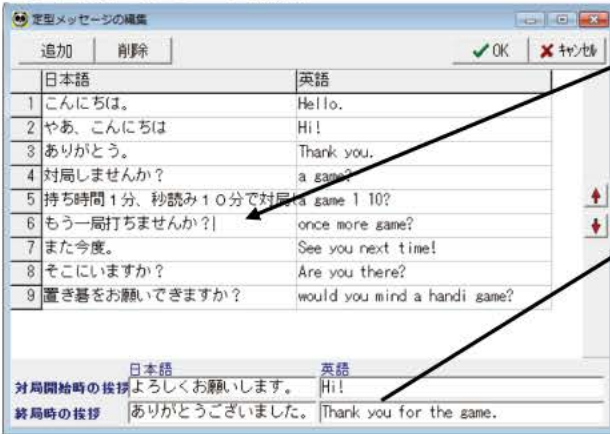 定型メッセージの編集
追加 削除 OK キャンセル
日本語 英語
1 こんにちは。 Hello.
2 やあ、こんにちは Hi!
3 ありがとう。 Thank you.
4 対局しませんか？ a game?
5 持ち時間１分、秒読み１０分で対局 a game 1 10?
6 もう一局打ちませんか？ once more game?
7 また今度。 See you next time!
8 そこにいますか？ Are you there?
9 置き碁をお願いできますか？ would you mind a handi game?
日本語 英語
対局開始時の挨拶 よろしくお願いします。 Hi!
終局時の挨拶 ありがとうございました。 Thank you for the game.